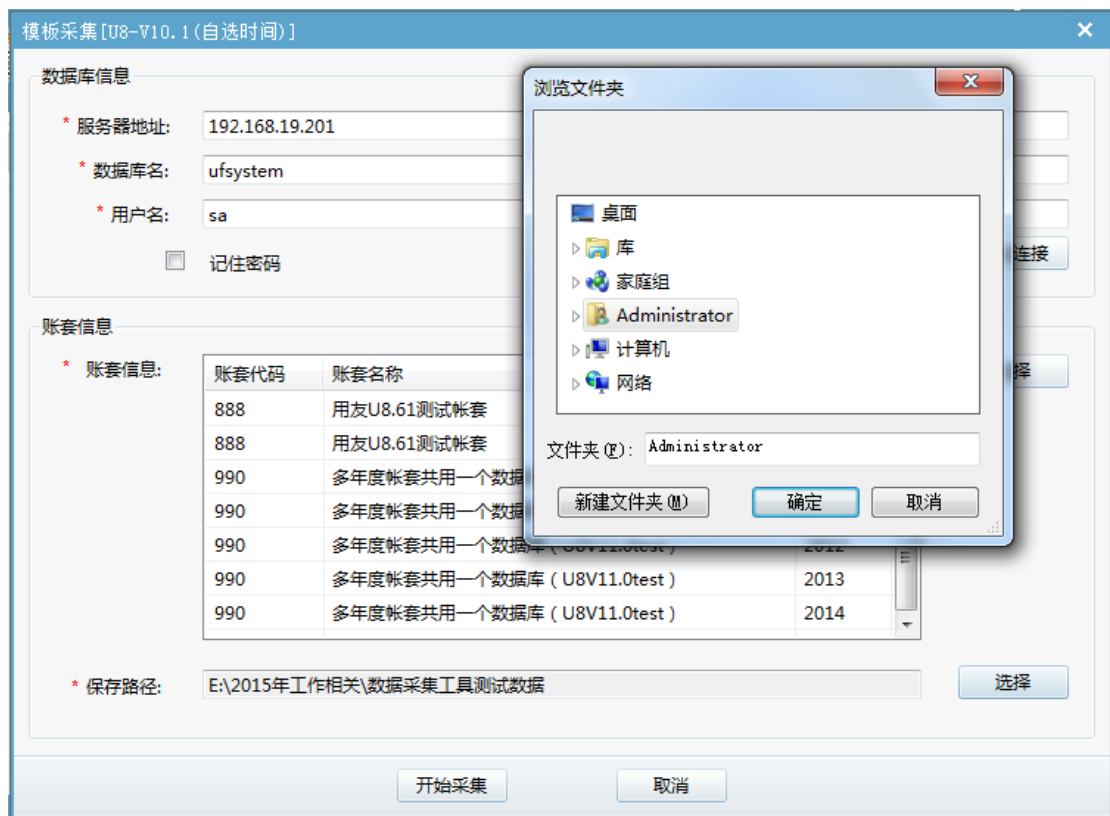 模板采集[U8-V10.1(自选时间)]
数据库信息
* 服务器地址: 192.168.19.201
* 数据库名: ufsystem
* 用户名: sa
记住密码
连接
浏览文件夹
桌面
库
家庭组
Administrator
计算机
网络
文件夹(F): Administrator
新建文件夹(M) 确定 取消
账套信息
* 账套信息:
择
账套代码 账套名称
888 用友U8.61测试帐套
888 用友U8.61测试帐套
990 多年度帐套共用一个数据
990 多年度帐套共用一个数据
990 多年度帐套共用一个数据库(U8V11.0test) 2012
990 多年度帐套共用一个数据库(U8V11.0test) 2013
990 多年度帐套共用一个数据库(U8V11.0test) 2014
* 保存路径: E:\2015年工作相关\数据采集工具测试数据 选择
开始采集 取消